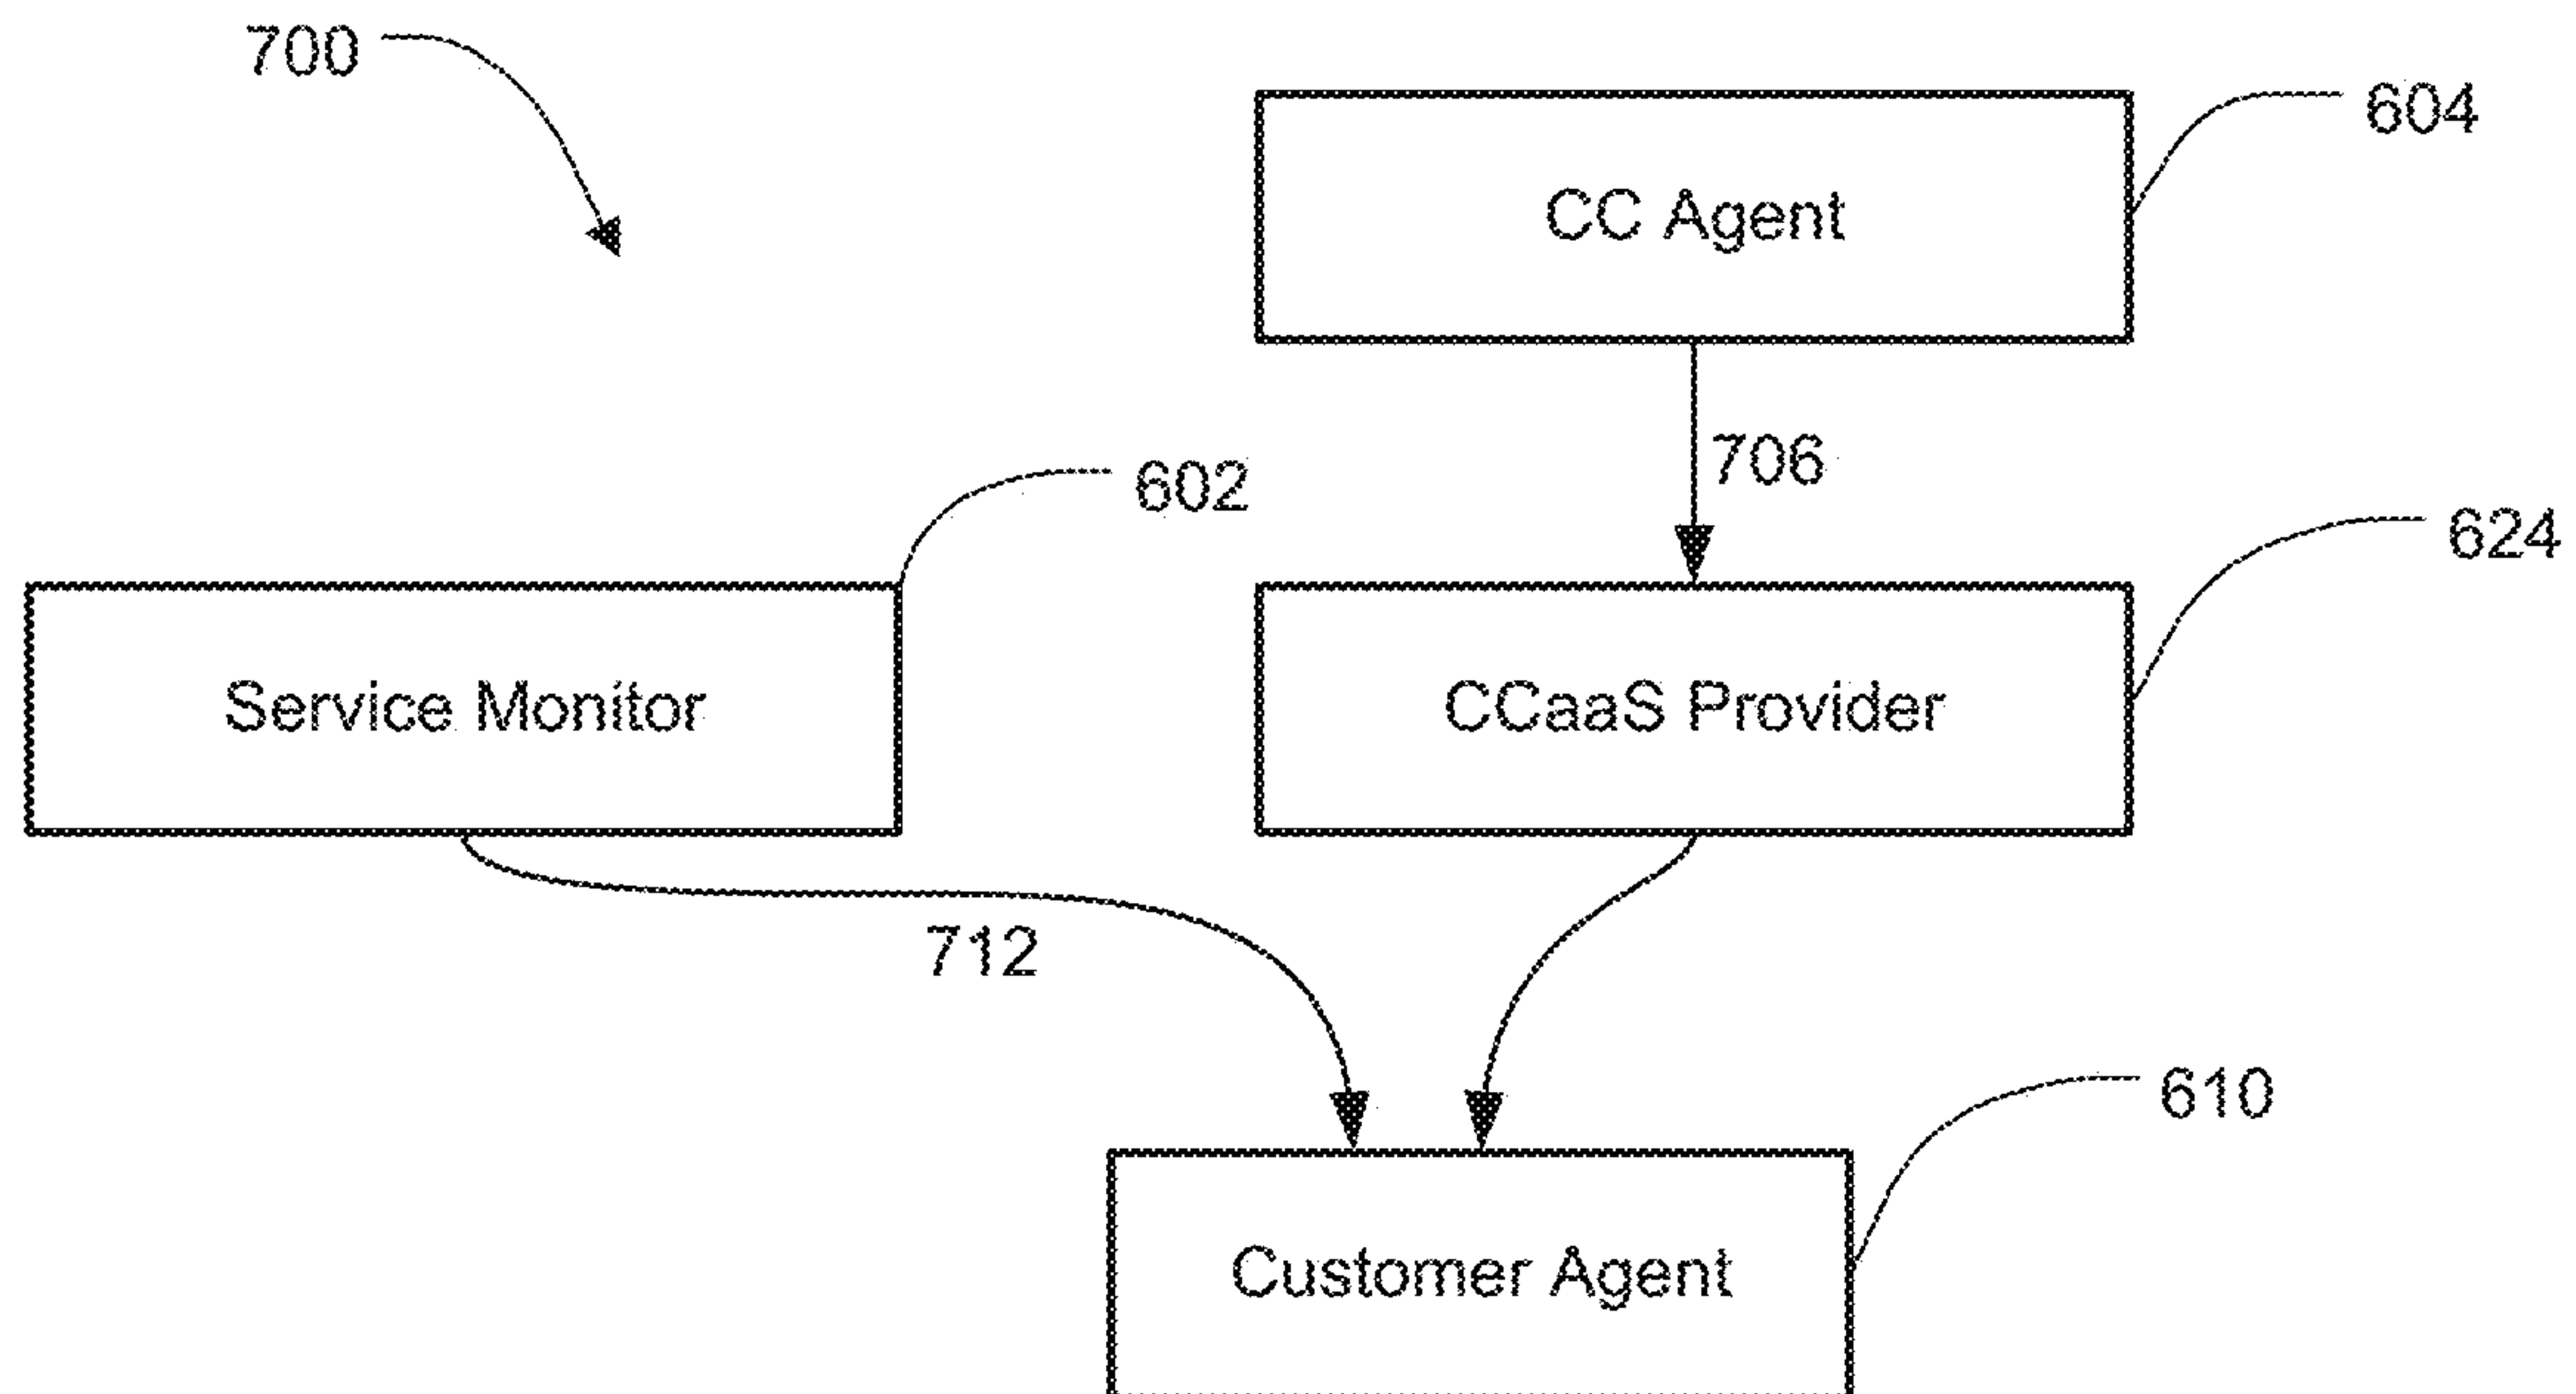 700
604
CC Agent
706
602
624
Service Monitor
CCaaS Provider
712
610
Customer Agent